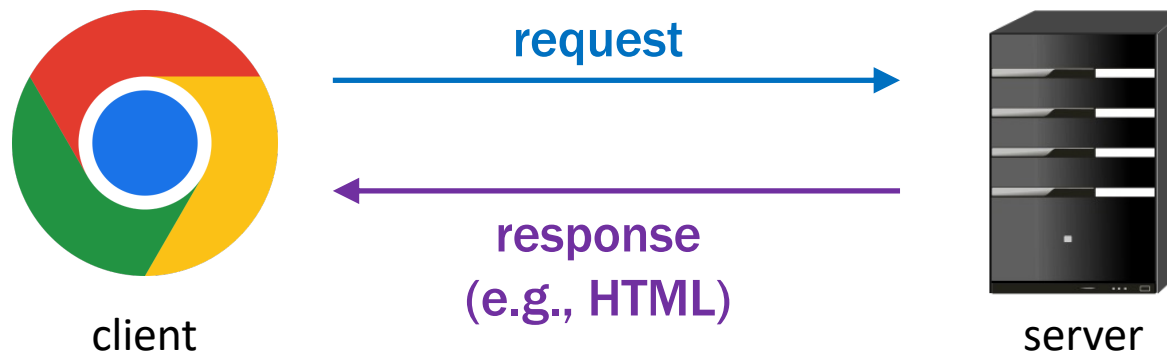 request
response
(e.g., HTML)
client
server